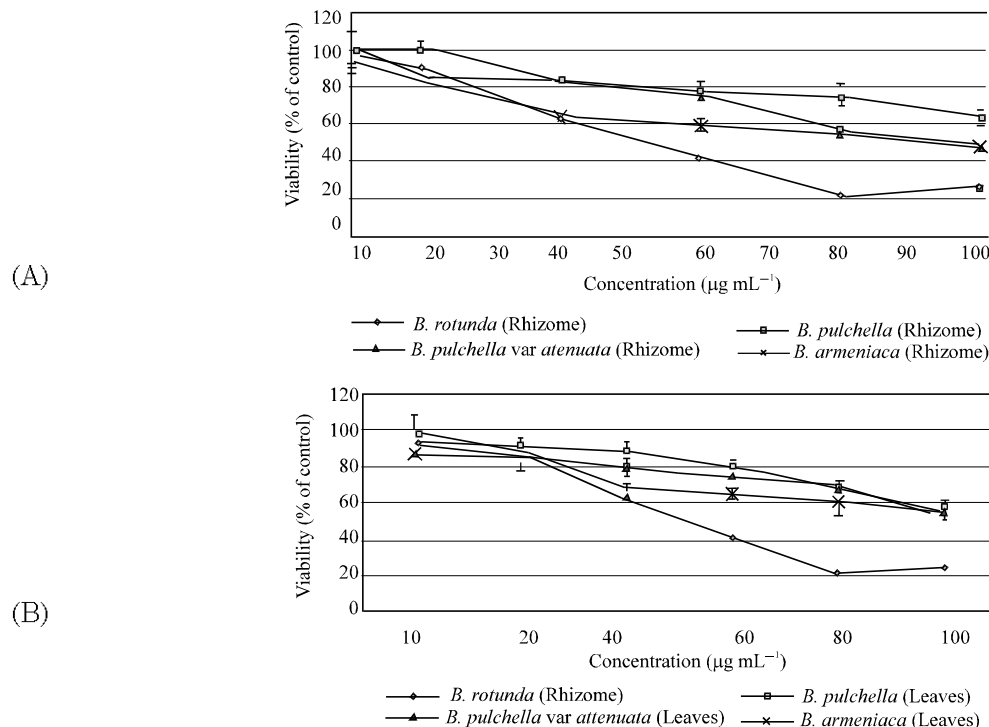 120
100
80
60
40
20
0
Viability (% of control)
10 20 40 50 60 70 80 90 100
Concentration (μg mL⁻¹)
(A)
B. rotunda (Rhizome)
B. pulchella (Rhizome)
B. pulchella var atenuata (Rhizome)
B. armeniaca (Rhizome)
120
100
80
60
40
20
0
Viability (% of control)
10 20 40 60 80 100
Concentration (μg mL⁻¹)
(B)
B. rotunda (Rhizome)
B. pulchella (Leaves)
B. pulchella var attenuata (Leaves)
B. armeniaca (Leaves)